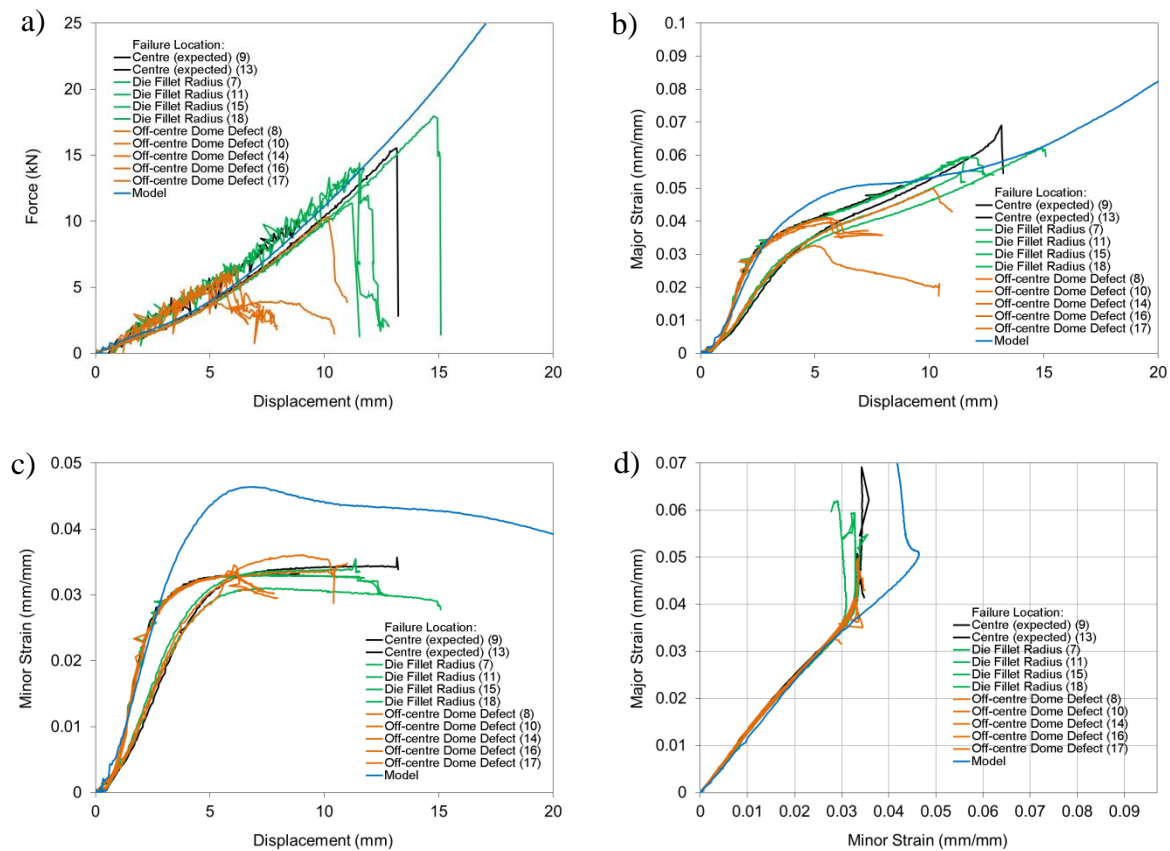 a)
25
20
15
10
5
0
Force (kN)
Failure Location:
Centre (expected) (9)
Centre (expected) (13)
Die Fillet Radius (7)
Die Fillet Radius (11)
Die Fillet Radius (15)
Die Fillet Radius (18)
Off-centre Dome Defect (8)
Off-centre Dome Defect (10)
Off-centre Dome Defect (14)
Off-centre Dome Defect (16)
Off-centre Dome Defect (17)
Model
0 5 10 15 20
Displacement (mm)
b)
0.1
0.09
0.08
0.07
0.06
0.05
0.04
0.03
0.02
0.01
0
Major Strain (mm/mm)
Failure Location:
Centre (expected) (9)
Centre (expected) (13)
Die Fillet Radius (7)
Die Fillet Radius (11)
Die Fillet Radius (15)
Die Fillet Radius (18)
Off-centre Dome Defect (8)
Off-centre Dome Defect (10)
Off-centre Dome Defect (14)
Off-centre Dome Defect (16)
Off-centre Dome Defect (17)
Model
0 5 10 15 20
Displacement (mm)
c)
0.05
0.04
0.03
0.02
0.01
0
Minor Strain (mm/mm)
Failure Location:
Centre (expected) (9)
Centre (expected) (13)
Die Fillet Radius (7)
Die Fillet Radius (11)
Die Fillet Radius (15)
Die Fillet Radius (18)
Off-centre Dome Defect (8)
Off-centre Dome Defect (10)
Off-centre Dome Defect (14)
Off-centre Dome Defect (16)
Off-centre Dome Defect (17)
Model
0 5 10 15 20
Displacement (mm)
d)
0.07
0.06
0.05
0.04
0.03
0.02
0.01
0
Major Strain (mm/mm)
Failure Location:
Centre (expected) (9)
Centre (expected) (13)
Die Fillet Radius (7)
Die Fillet Radius (11)
Die Fillet Radius (15)
Die Fillet Radius (18)
Off-centre Dome Defect (8)
Off-centre Dome Defect (10)
Off-centre Dome Defect (14)
Off-centre Dome Defect (16)
Off-centre Dome Defect (17)
Model
0.00 0.01 0.02 0.03 0.04 0.05 0.06 0.07 0.08 0.09
Minor Strain (mm/mm)